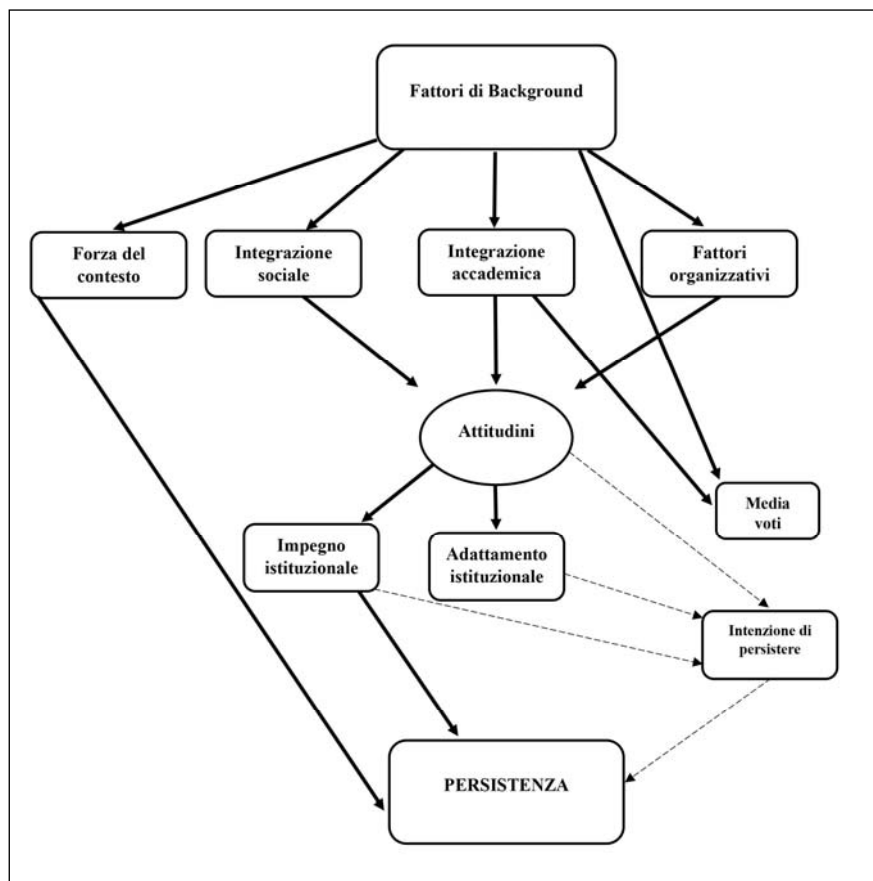 Fattori di Background
Forza del
contesto
Integrazione
sociale
Integrazione
accademica
Fattori
organizzativi
Attitudini
Media
voti
Impegno
istituzionale
Adattamento
istituzionale
Intenzione di
persistere
PERSISTENZA